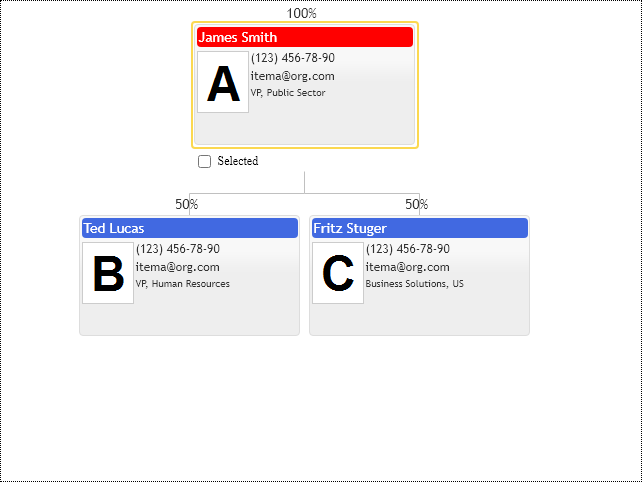 100%
James Smith
A
(123) 456-78-90
itema@org.com
VP, Public Sector
Selected
50%
Ted Lucas
B
(123) 456-78-90
itema@org.com
VP, Human Resources
50%
Fritz Stuger
C
(123) 456-78-90
itema@org.com
Business Solutions, US